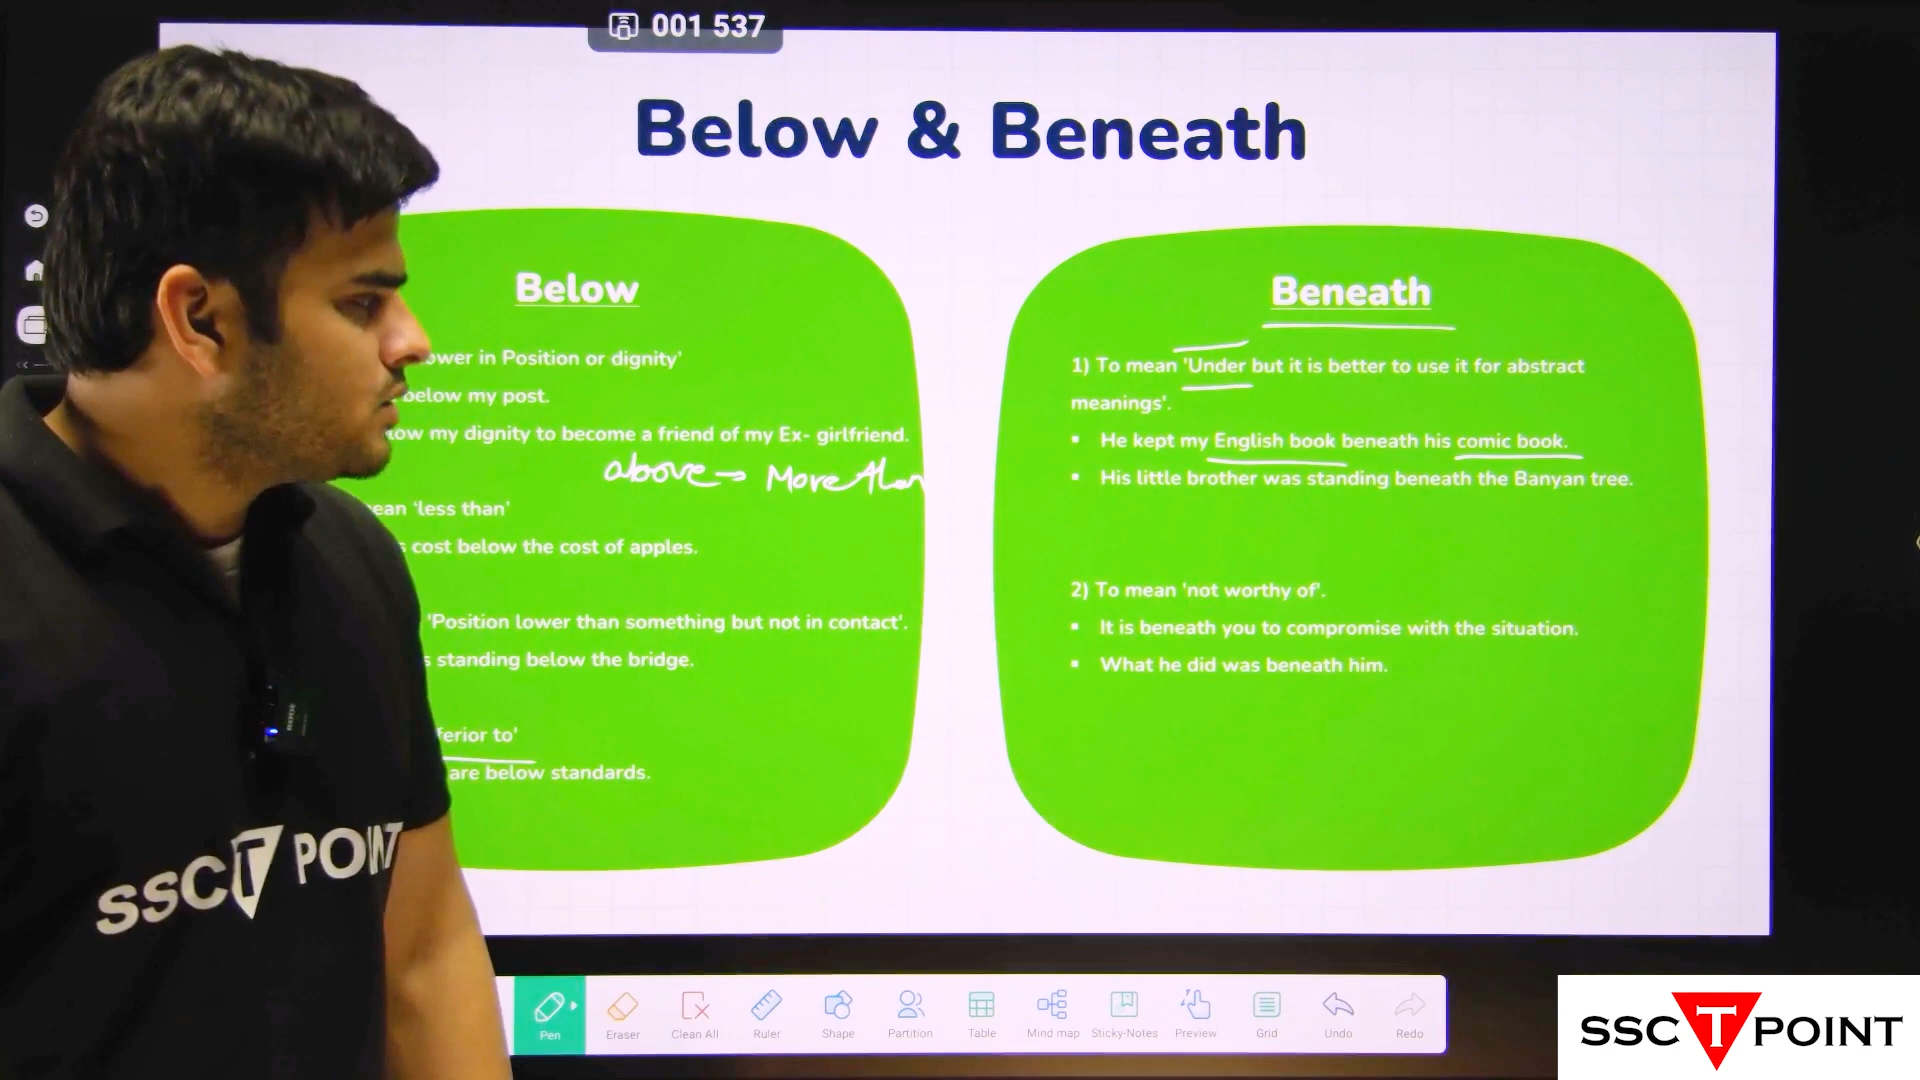 001 537
Below & Beneath
Below
ower in Position or dignity'
below my post.
low my dignity to become a friend of my Ex- girlfriend.
above → More than
ean 'less than'
s cost below the cost of apples.
'Position lower than something but not in contact'.
s standing below the bridge.
ferior to'
are below standards.
Beneath
1) To mean 'Under but it is better to use it for abstract
meanings'.
▪ He kept my English book beneath his comic book.
▪ His little brother was standing beneath the Banyan tree.
2) To mean 'not worthy of'.
▪ It is beneath you to compromise with the situation.
▪ What he did was beneath him.
SSC T POINT
Pen Eraser Clean All Ruler Shape Partition Table Mind map Sticky-Notes Preview Grid Undo Redo
SSC T POINT